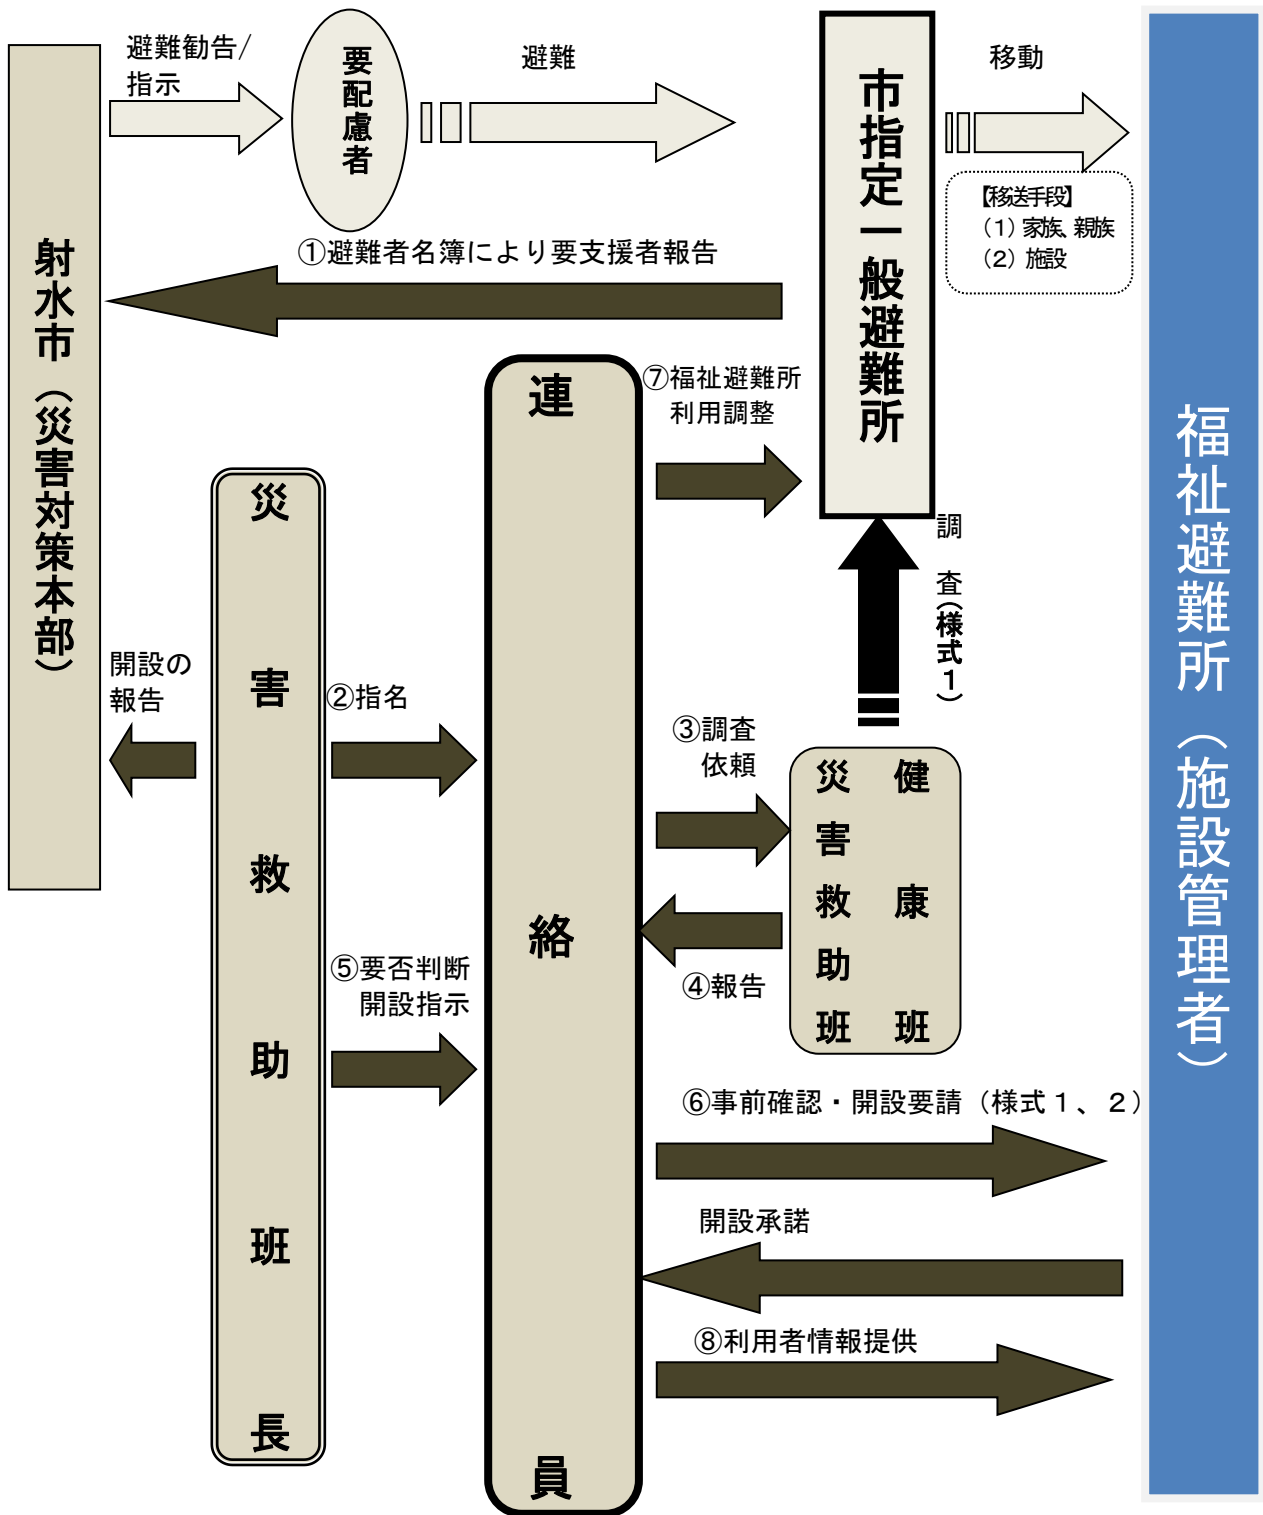 避難勧告/
指示
要配慮者
避難
市指定一般避難所
移動
【移送手段】
（1）家族、親族
（2）施設
①避難者名簿により要支援者報告
射水市（災害対策本部）
連絡員
⑦福祉避難所
利用調整
福祉避難所（施設管理者）
災害救助班長
調査（様式1）
開設の
報告
②指名
③調査
依頼
災害救助班
健康班
④報告
⑤要否判断
開設指示
⑥事前確認・開設要請（様式１、２）
開設承諾
⑧利用者情報提供